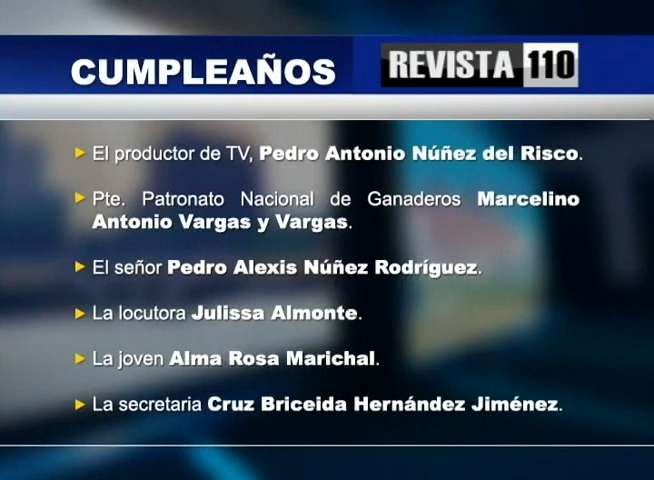 CUMPLEAÑOS
REVISTA 110
El productor de TV, Pedro Antonio Núñez del Risco.
Pte. Patronato Nacional de Ganaderos Marcelino
Antonio Vargas y Vargas.
El señor Pedro Alexis Núñez Rodríguez.
La locutora Julissa Almonte.
La joven Alma Rosa Marichal.
La secretaria Cruz Briceida Hernández Jiménez.